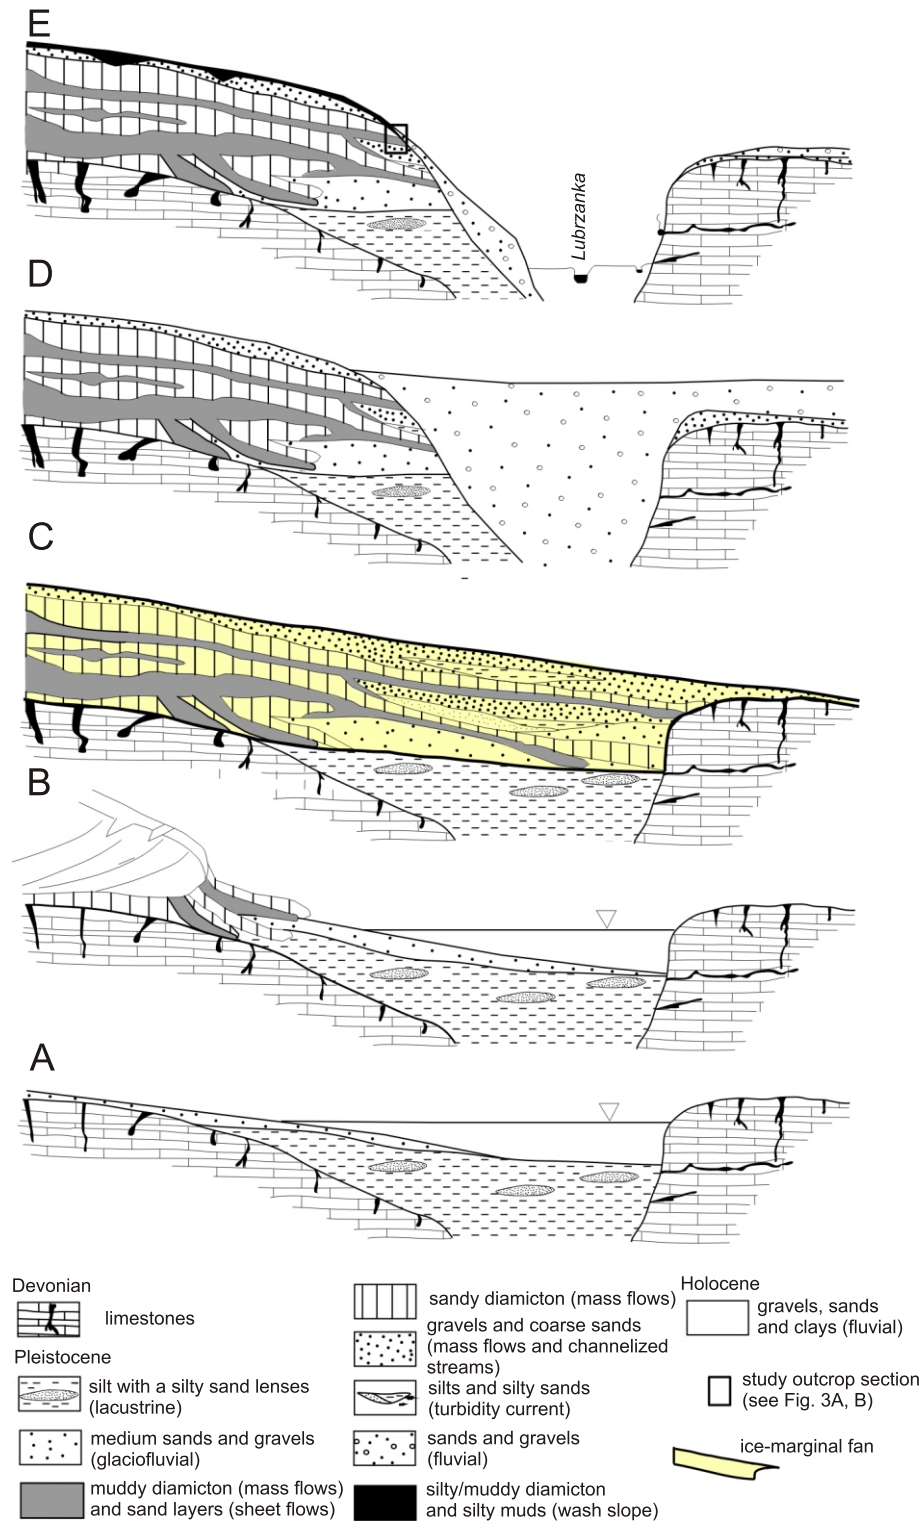 E
Lubrzanka
D
C
B
A
Devonian
limestones
Pleistocene
silt with a silty sand lenses
(lacustrine)
medium sands and gravels
(glaciofluvial)
muddy diamicton (mass flows)
and sand layers (sheet flows)
sandy diamicton (mass flows)
gravels and coarse sands
(mass flows and channelized
streams)
silts and silty sands
(turbidity current)
sands and gravels
(fluvial)
silty/muddy diamicton
and silty muds (wash slope)
Holocene
gravels, sands
and clays (fluvial)
study outcrop section
(see Fig. 3A, B)
ice-marginal fan